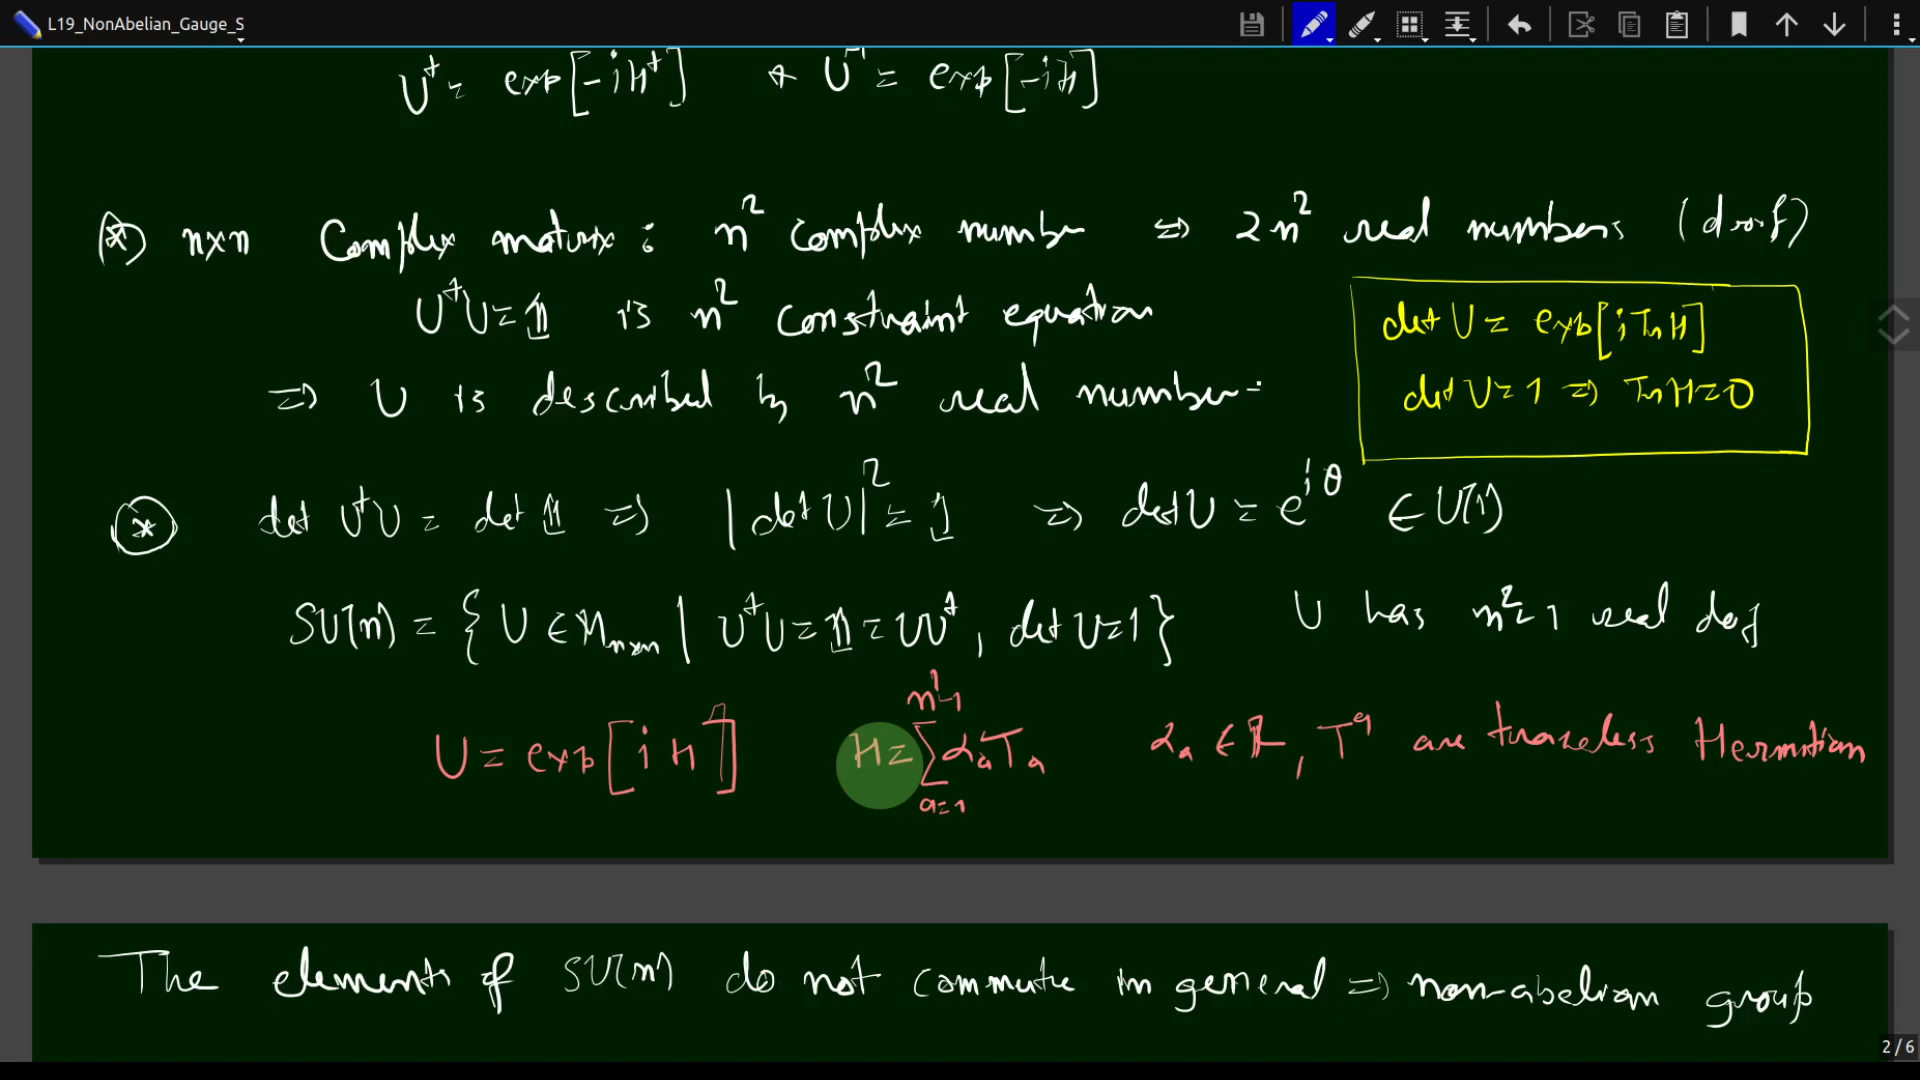 L19_NonAbelian_Gauge_S
U† = exp[-iH†] & U⁻¹ = exp[-iH]
(*) n×n Complex matrix : n² complex number ⇔ 2n² real numbers (d.o.f)
U†U = 𝟙 is n² constraint equation
⇒ U is described by n² real number.
det U = exp[i Tr H]
det U = 1 ⇒ Tr H = 0
(*) det U†U = det 𝟙 ⇒ |det U|² = 1 ⇒ det U = e^{iθ} ∈ U(1)
SU(n) = { U ∈ M_{n×n} | U†U = 𝟙 = UU†, det U = 1 } U has n²-1 real dof
U = exp[iH] H = ∑_{a=1}^{n²-1} α_a T_a α_a ∈ ℝ, T^a are traceless Hermitian
The elements of SU(n) do not commute in general ⇒ non-abelian group
2 / 6